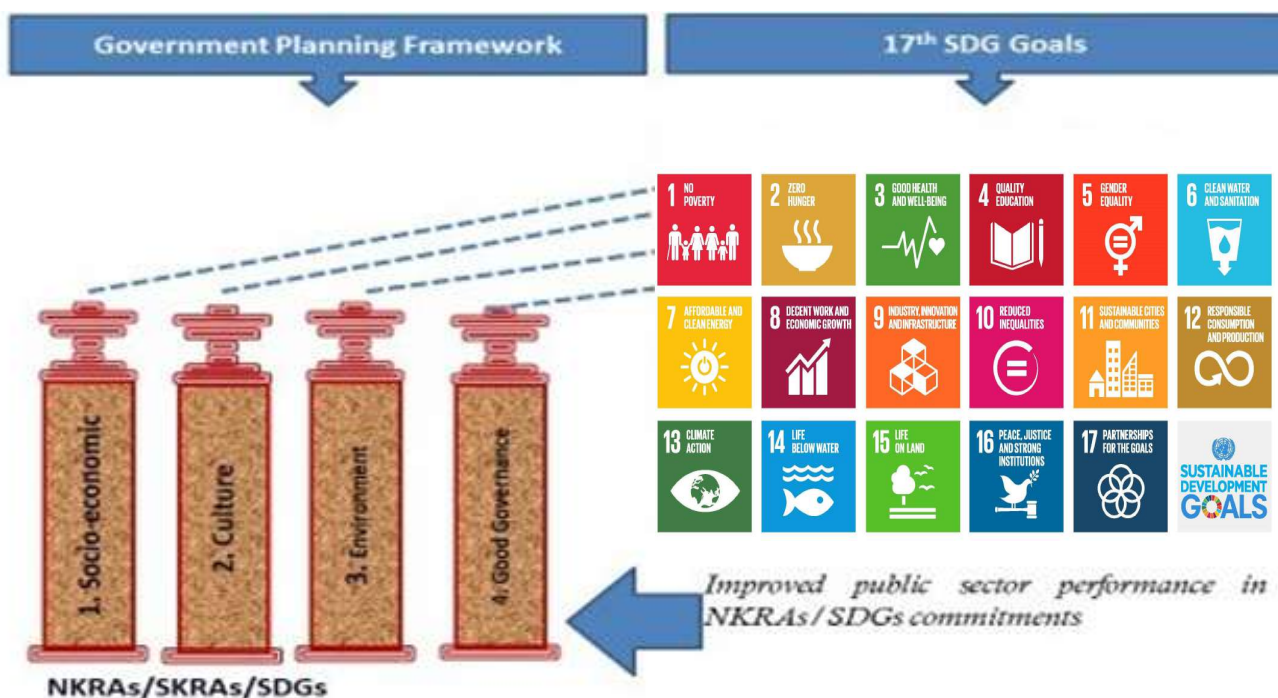 Government Planning Framework
17th SDG Goals
1 NO
POVERTY
2 ZERO
HUNGER
3 GOOD HEALTH
AND WELL-BEING
4 QUALITY
EDUCATION
5 GENDER
EQUALITY
6 CLEAN WATER
AND SANITATION
7 AFFORDABLE AND
CLEAN ENERGY
8 DECENT WORK AND
ECONOMIC GROWTH
9 INDUSTRY, INNOVATION
AND INFRASTRUCTURE
10 REDUCED
INEQUALITIES
11 SUSTAINABLE CITIES
AND COMMUNITIES
12 RESPONSIBLE
CONSUMPTION
AND PRODUCTION
13 CLIMATE
ACTION
14 LIFE
BELOW WATER
15 LIFE
ON LAND
16 PEACE, JUSTICE
AND STRONG
INSTITUTIONS
17 PARTNERSHIPS
FOR THE GOALS
SUSTAINABLE
DEVELOPMENT
GOALS
1. Socio-economic
2. Culture
3. Environment
4. Good Governance
Improved public sector performance in
NKRAs/SDGs commitments
NKRAs/SKRAs/SDGs